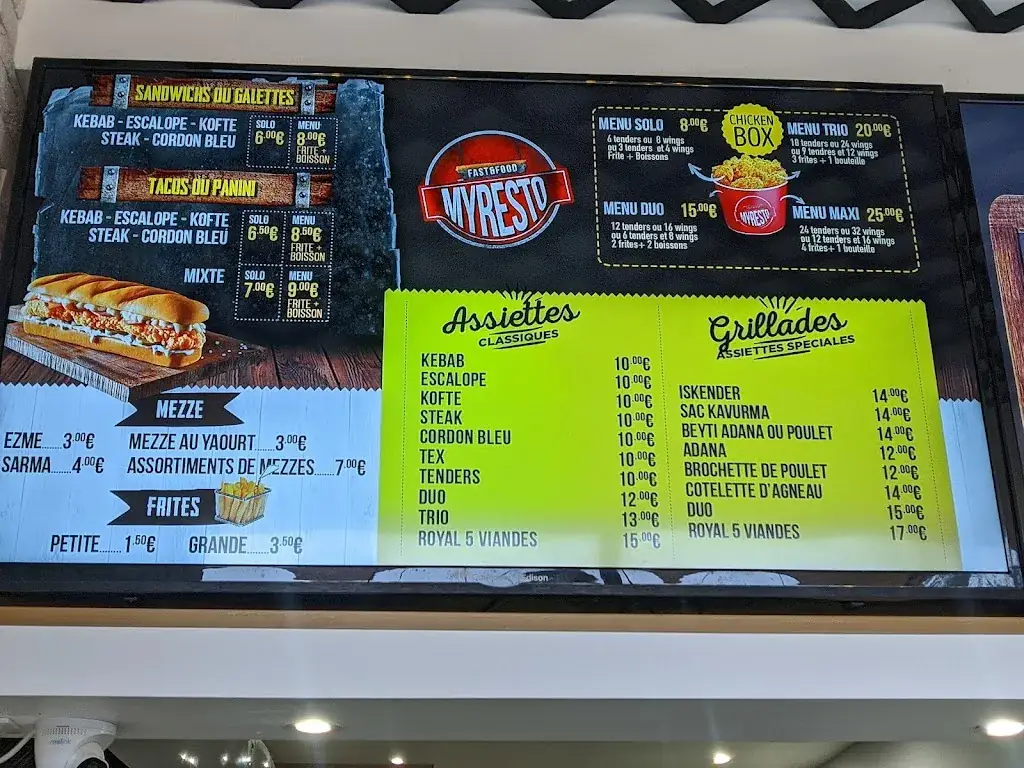 SANDWICHS OU GALETTES
KEBAB - ESCALOPE - KOFTE
STEAK - CORDON BLEU
SOLO
6.00€
MENU
8.00€
FRITE +
BOISSON
TACOS OU PANINI
KEBAB - ESCALOPE - KOFTE
STEAK - CORDON BLEU
SOLO
6.50€
MENU
8.50€
FRITE +
BOISSON
MIXTE
SOLO
7.00€
MENU
9.00€
FRITE +
BOISSON
MEZZE
EZME.......3.00€
SARMA.....4.00€
MEZZE AU YAOURT.....3.00€
ASSORTIMENTS DE MEZZES......7.00€
FRITES
PETITE........1.50€
GRANDE......3.50€
FAST&FOOD
MYRESTO
CHICKEN
BOX
MYRESTO
MENU SOLO 8.00€
6 tenders ou 8 wings
ou 3 tenders et 4 wings
Frite + Boissons
MENU TRIO 20.00€
18 tenders ou 24 wings
ou 9 tendres et 12 wings
3 frites + 1 bouteille
MENU DUO 15.00€
12 tenders ou 16 wings
ou 6 tenders et 8 wings
2 frites+ 2 boissons
MENU MAXI 25.00€
24 tenders ou 32 wings
ou 12 tenders et 16 wings
4 frites+ 1 bouteille
Assiettes
CLASSIQUES
KEBAB 10.00€
ESCALOPE 10.00€
KOFTE 10.00€
STEAK 10.00€
CORDON BLEU 10.00€
TEX 10.00€
TENDERS 10.00€
DUO 12.00€
TRIO 13.00€
ROYAL 5 VIANDES 15.00€
Grillades
ASSIETTES SPECIALES
ISKENDER 14.00€
SAC KAVURMA 14.00€
BEYTI ADANA OU POULET 14.00€
ADANA 12.00€
BROCHETTE DE POULET 12.00€
COTELETTE D'AGNEAU 14.00€
DUO 15.00€
ROYAL 5 VIANDES 17.00€
Edison